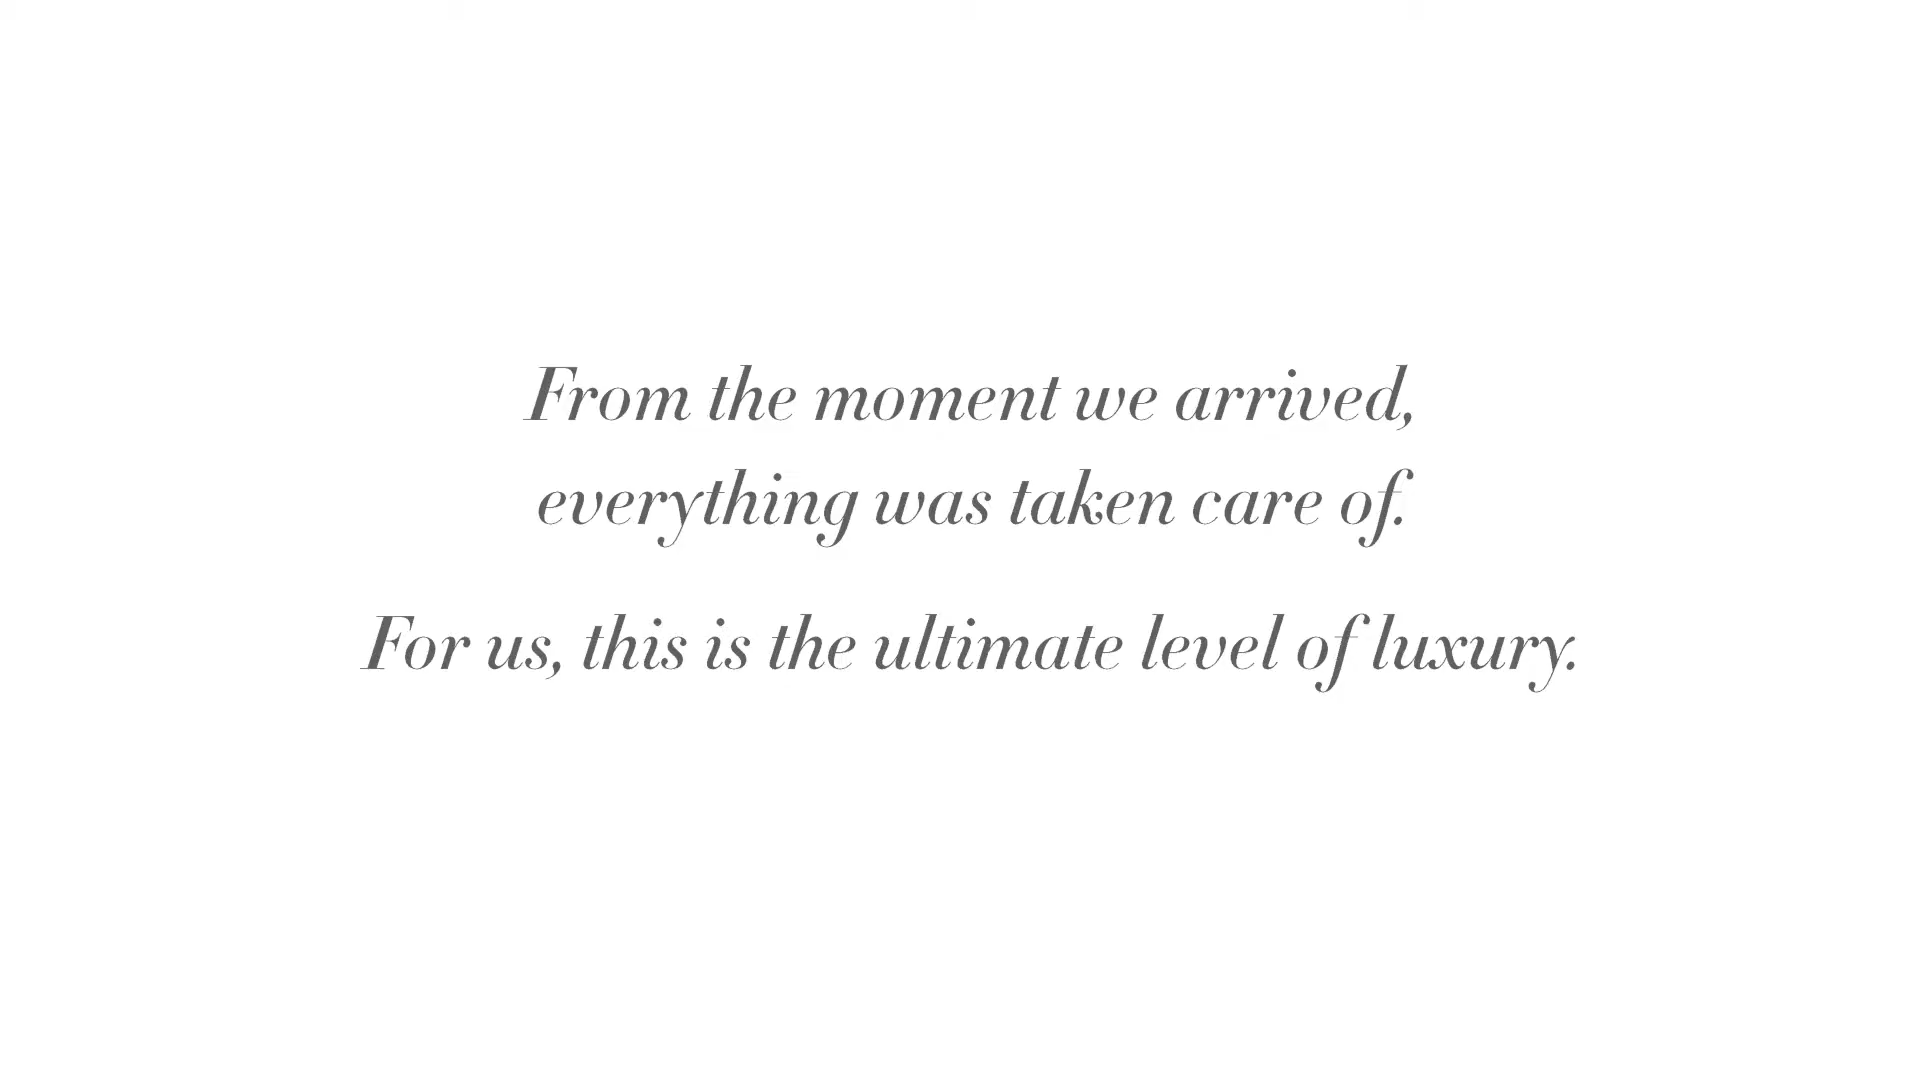 From the moment we arrived,
everything was taken care of.
For us, this is the ultimate level of luxury.